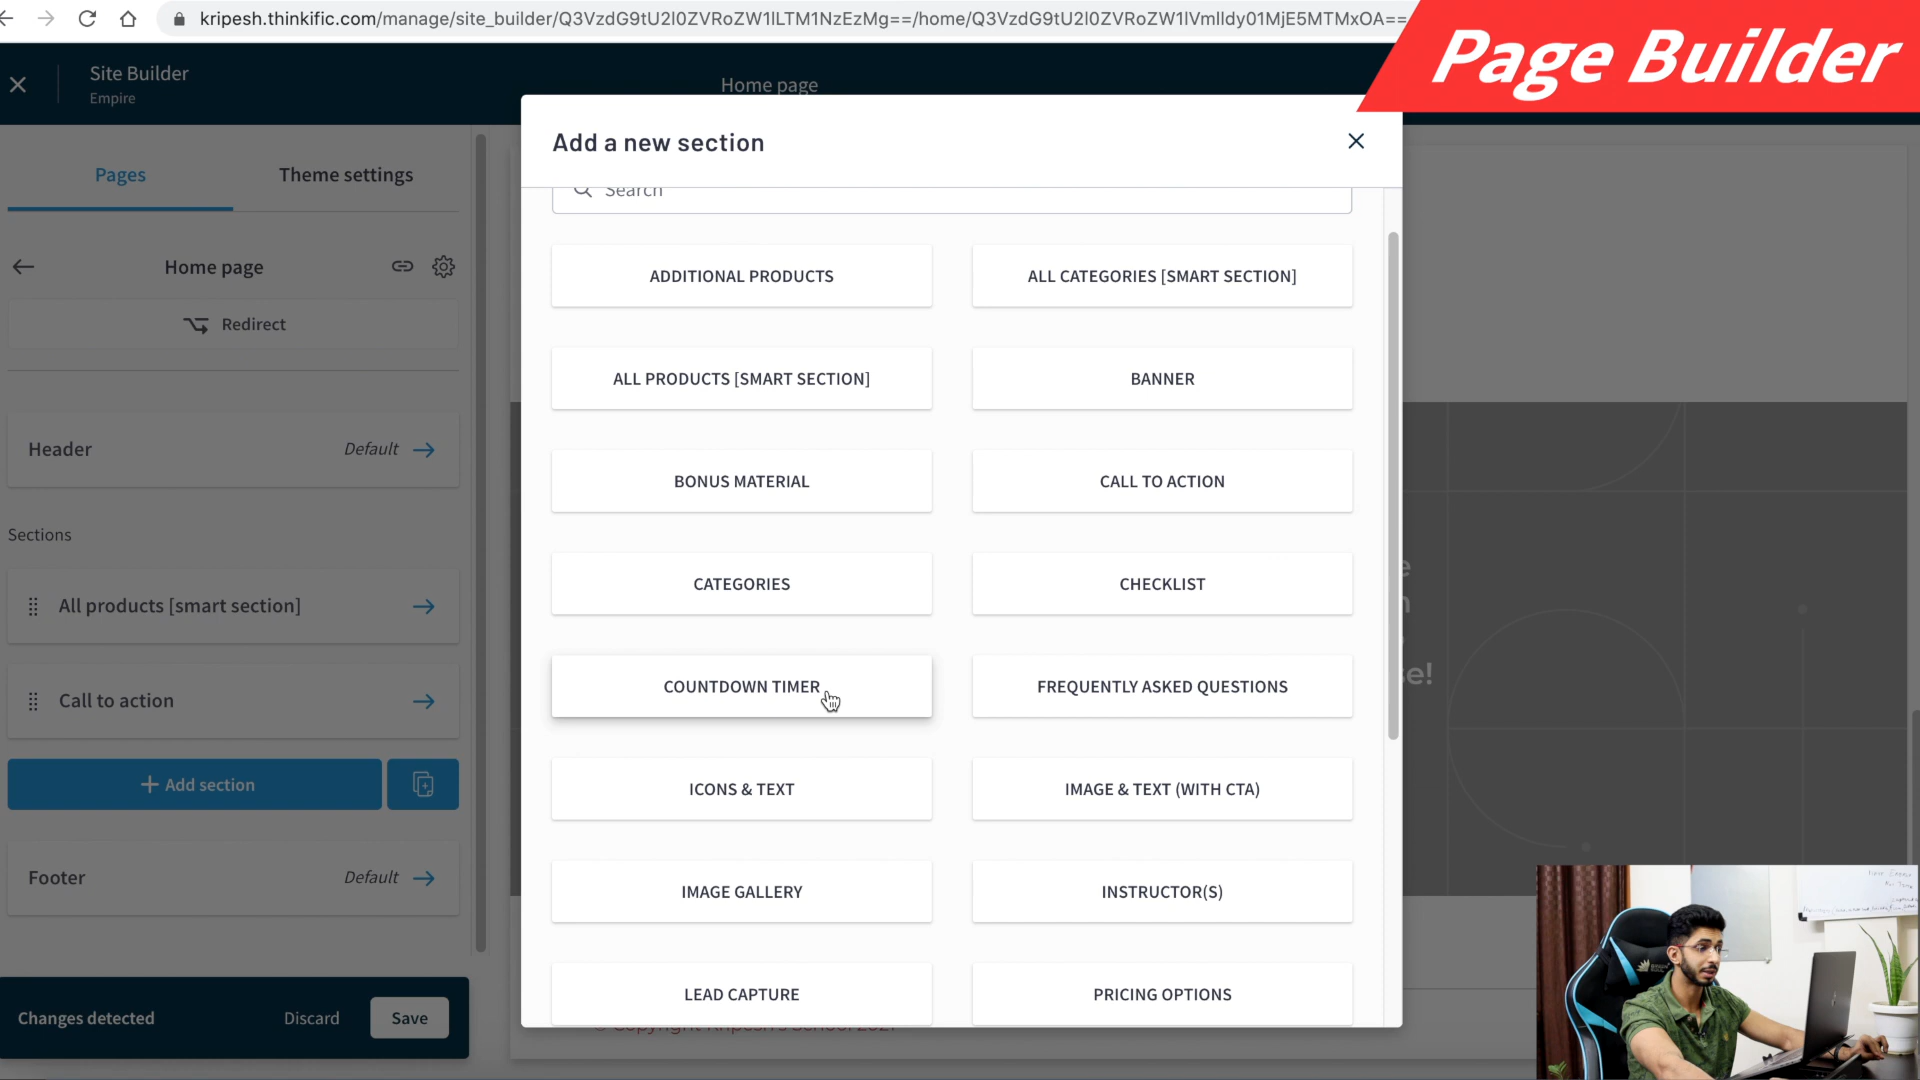 kripesh.thinkific.com/manage/site_builder/Q3VzdG9tU2l0ZVRoZW1lLTM1NzEzMg==/home/Q3VzdG9tU2l0ZVRoZW1lVmlldy01MjE5MTMxOA==
Page Builder
Site Builder
Empire
Home page
Add a new section
Search
Pages
Theme settings
Home page
Redirect
Header
Default
Sections
All products [smart section]
Call to action
Add section
Footer
Default
Changes detected
Discard
Save
ADDITIONAL PRODUCTS
ALL CATEGORIES [SMART SECTION]
ALL PRODUCTS [SMART SECTION]
BANNER
BONUS MATERIAL
CALL TO ACTION
CATEGORIES
CHECKLIST
COUNTDOWN TIMER
FREQUENTLY ASKED QUESTIONS
ICONS & TEXT
IMAGE & TEXT (WITH CTA)
IMAGE GALLERY
INSTRUCTOR(S)
LEAD CAPTURE
PRICING OPTIONS
se!